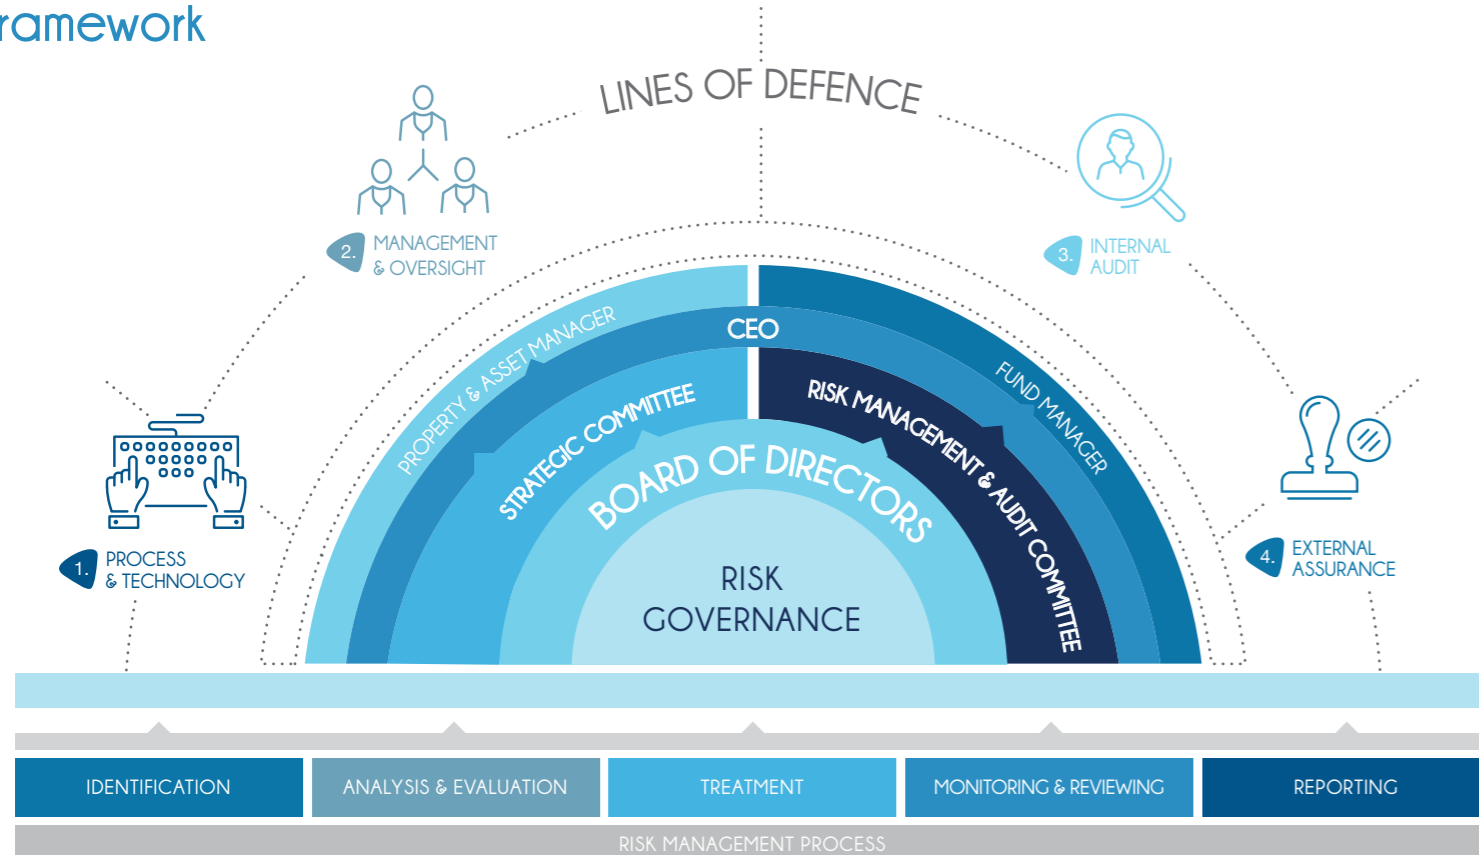 ramework
LINES OF DEFENCE
2. MANAGEMENT
& OVERSIGHT
3. INTERNAL
AUDIT
1. PROCESS
& TECHNOLOGY
4. EXTERNAL
ASSURANCE
PROPERTY & ASSET MANAGER
CEO
FUND MANAGER
STRATEGIC COMMITTEE
RISK MANAGEMENT & AUDIT COMMITTEE
BOARD OF DIRECTORS
RISK
GOVERNANCE
IDENTIFICATION
ANALYSIS & EVALUATION
TREATMENT
MONITORING & REVIEWING
REPORTING
RISK MANAGEMENT PROCESS